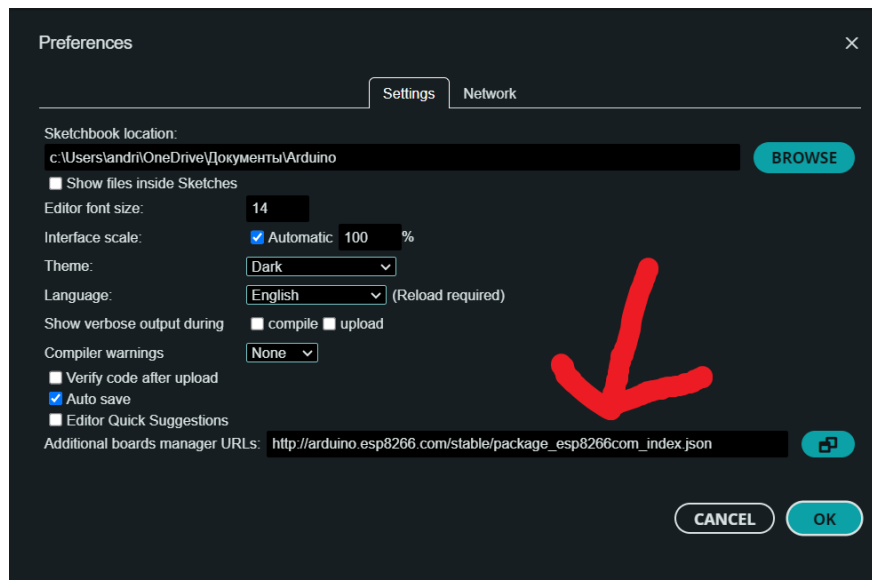 Preferences
Settings Network
Sketchbook location:
c:\Users\andri\OneDrive\Документы\Arduino
BROWSE
Show files inside Sketches
Editor font size: 14
Interface scale: Automatic 100 %
Theme: Dark
Language: English (Reload required)
Show verbose output during compile upload
Compiler warnings None
Verify code after upload
Auto save
Editor Quick Suggestions
Additional boards manager URLs: http://arduino.esp8266.com/stable/package_esp8266com_index.json
CANCEL OK